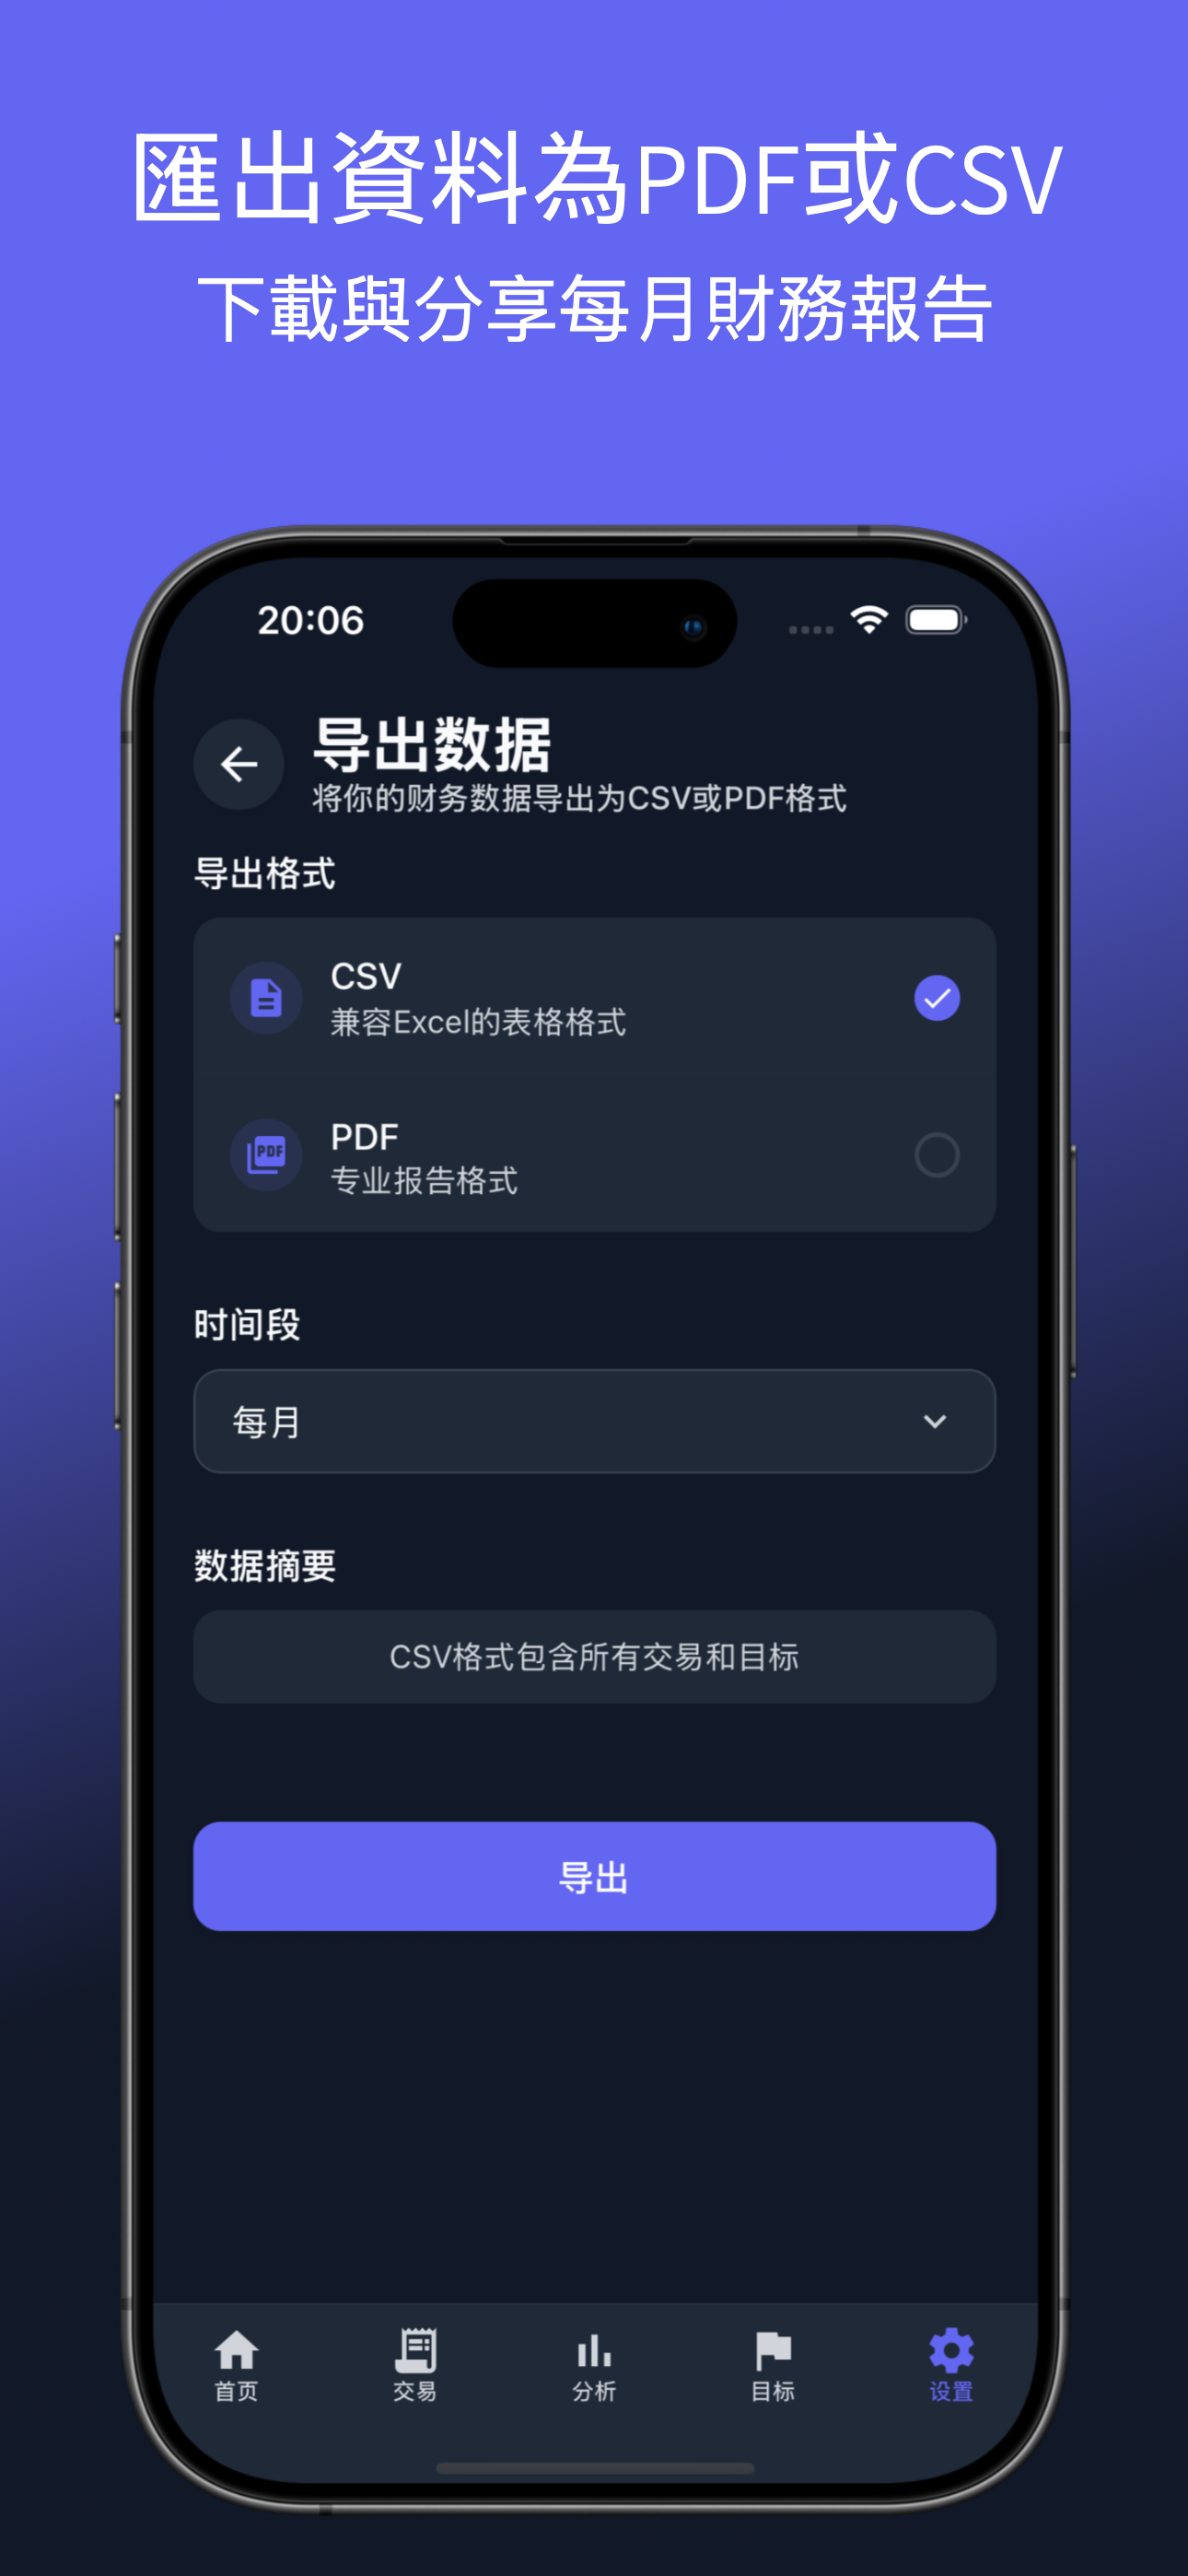 匯出資料為PDF或CSV
下載與分享每月財務報告
20:06
导出数据
将你的财务数据导出为CSV或PDF格式
导出格式
CSV
兼容Excel的表格格式
PDF
PDF
专业报告格式
时间段
每月
数据摘要
CSV格式包含所有交易和目标
导出
首页
交易
分析
目标
设置